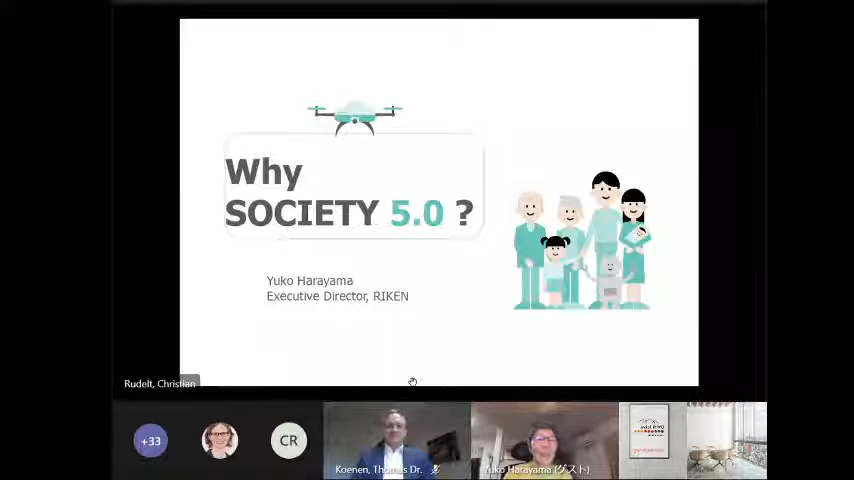 Why
SOCIETY 5.0 ?
Yuko Harayama
Executive Director, RIKEN
Rudelt, Christian
+33
CR
Koenen, Thomas Dr.
Yuko Harayama (ゲスト)